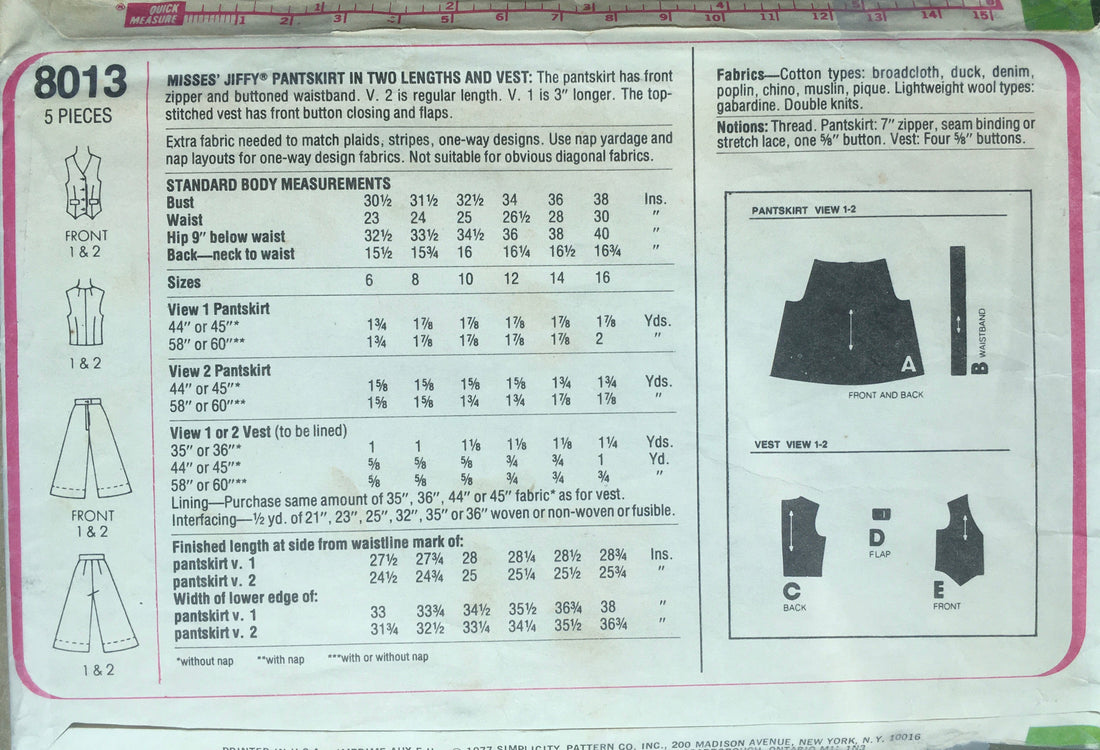 QUICK
MEASURE
1 2 3 4 5 6
1 2 3 4 5 6 7 8 9 10 11 12 13 14 15
8013
5 PIECES
FRONT
1 & 2
1 & 2
FRONT
1 & 2
1 & 2
MISSES' JIFFY® PANTSKIRT IN TWO LENGTHS AND VEST: The pantskirt has front
zipper and buttoned waistband. V. 2 is regular length. V. 1 is 3" longer. The top-
stitched vest has front button closing and flaps.
Extra fabric needed to match plaids, stripes, one-way designs. Use nap yardage and
nap layouts for one-way design fabrics. Not suitable for obvious diagonal fabrics.
STANDARD BODY MEASUREMENTS
Bust 30½ 31½ 32½ 34 36 38 Ins.
Waist 23 24 25 26½ 28 30 "
Hip 9" below waist 32½ 33½ 34½ 36 38 40 "
Back—neck to waist 15½ 15¾ 16 16¼ 16½ 16¾ "
Sizes 6 8 10 12 14 16
View 1 Pantskirt
44" or 45"* 1¾ 1⅞ 1⅞ 1⅞ 1⅞ 1⅞ Yds.
58" or 60"** 1¾ 1⅞ 1⅞ 1⅞ 1⅞ 2 "
View 2 Pantskirt
44" or 45"* 1⅝ 1⅝ 1⅝ 1⅝ 1¾ 1¾ Yds.
58" or 60"** 1⅝ 1⅝ 1¾ 1¾ 1⅞ 1⅞ "
View 1 or 2 Vest (to be lined)
35" or 36"* 1 1 1⅛ 1⅛ 1⅛ 1¼ Yds.
44" or 45"* ⅝ ⅝ ⅝ ¾ ¾ 1 Yd.
58" or 60"** ⅝ ⅝ ⅝ ¾ ¾ ¾ "
Lining—Purchase same amount of 35", 36", 44" or 45" fabric* as for vest.
Interfacing—½ yd. of 21", 23", 25", 32", 35" or 36" woven or non-woven or fusible.
Finished length at side from waistline mark of:
pantskirt v. 1 27½ 27¾ 28 28¼ 28½ 28¾ Ins.
pantskirt v. 2 24½ 24¾ 25 25¼ 25½ 25¾ "
Width of lower edge of:
pantskirt v. 1 33 33¾ 34½ 35½ 36¾ 38 "
pantskirt v. 2 31¾ 32½ 33¼ 34¼ 35½ 36¾ "
*without nap **with nap ***with or without nap
Fabrics—Cotton types: broadcloth, duck, denim,
poplin, chino, muslin, pique. Lightweight wool types:
gabardine. Double knits.
Notions: Thread. Pantskirt: 7" zipper, seam binding or
stretch lace, one ⅝" button. Vest: Four ⅝" buttons.
PANTSKIRT VIEW 1-2
A
B WAISTBAND
FRONT AND BACK
VEST VIEW 1-2
C
BACK
D
FLAP
E
FRONT
© 1977 SIMPLICITY PATTERN CO. INC., 200 MADISON AVENUE, NEW YORK, N.Y. 10016